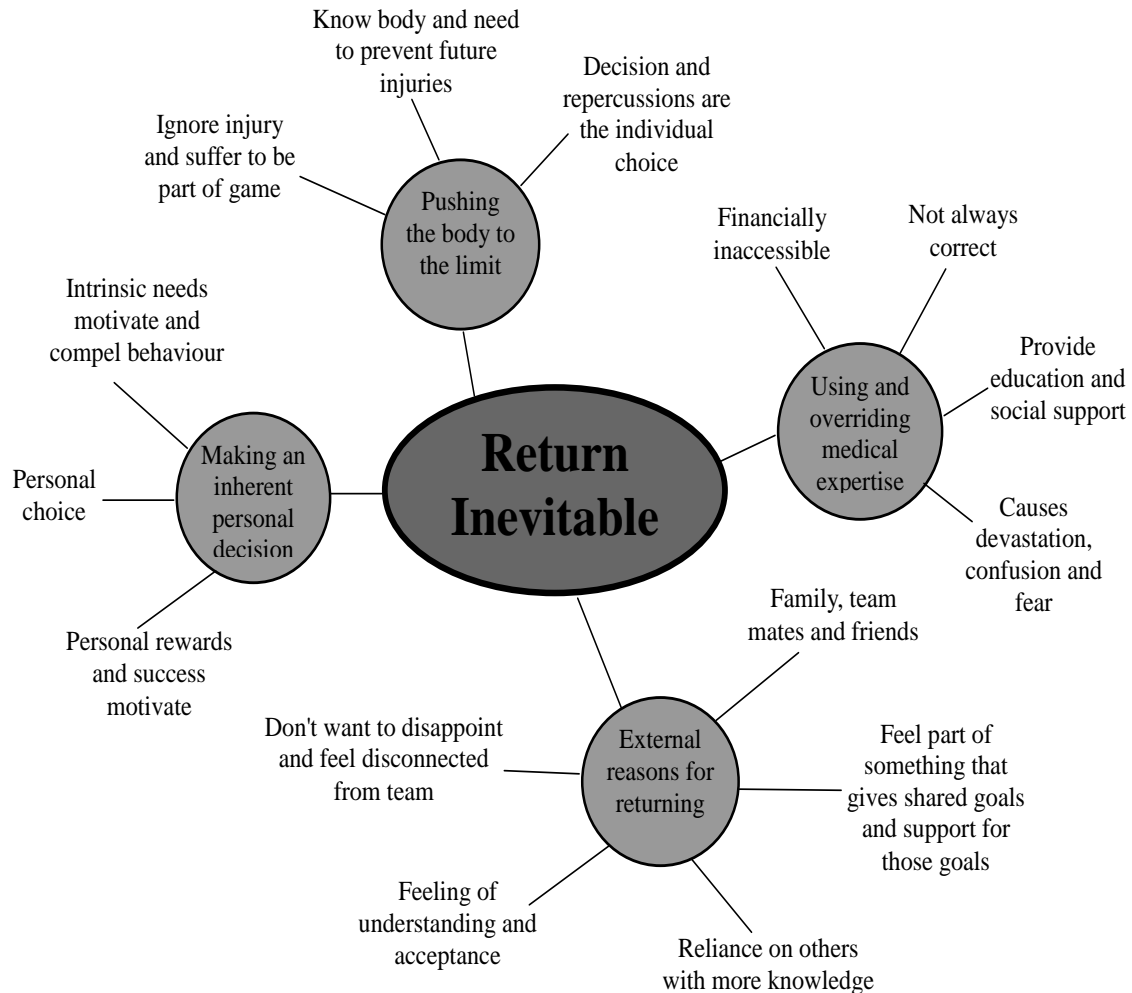 Know body and need
to prevent future
injuries
Decision and
repercussions are
the individual
choice
Ignore injury
and suffer to be
part of game
Pushing
the body to
the limit
Financially
inaccessible
Not always
correct
Provide
education and
social support
Using and
overriding
medical
expertise
Causes
devastation,
confusion and
fear
Intrinsic needs
motivate and
compel behaviour
Making an
inherent
personal
decision
Personal
choice
Personal rewards
and success
motivate
Return
Inevitable
Family, team
mates and friends
Don't want to disappoint
and feel disconnected
from team
External
reasons for
returning
Feel part of
something that
gives shared goals
and support for
those goals
Feeling of
understanding and
acceptance
Reliance on others
with more knowledge